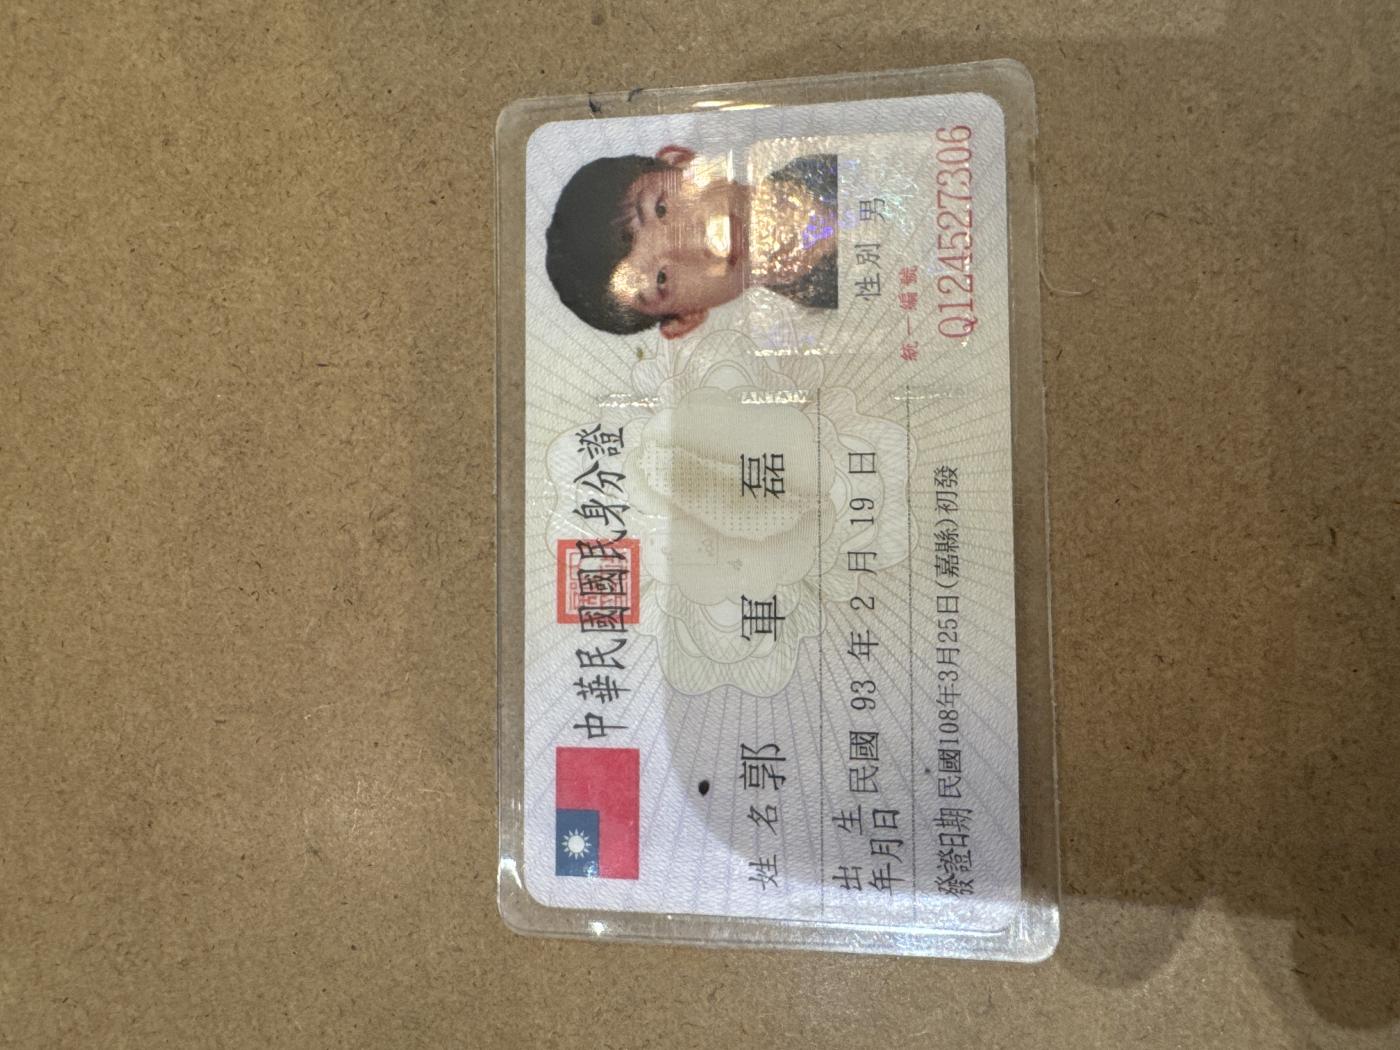 中華民國國民身分證
姓名 郭軍磊
出生年月日 民國 93 年 2 月 19 日
發證日期 民國108年3月25日(嘉縣)初發
性別 男
統一編號
Q124527306